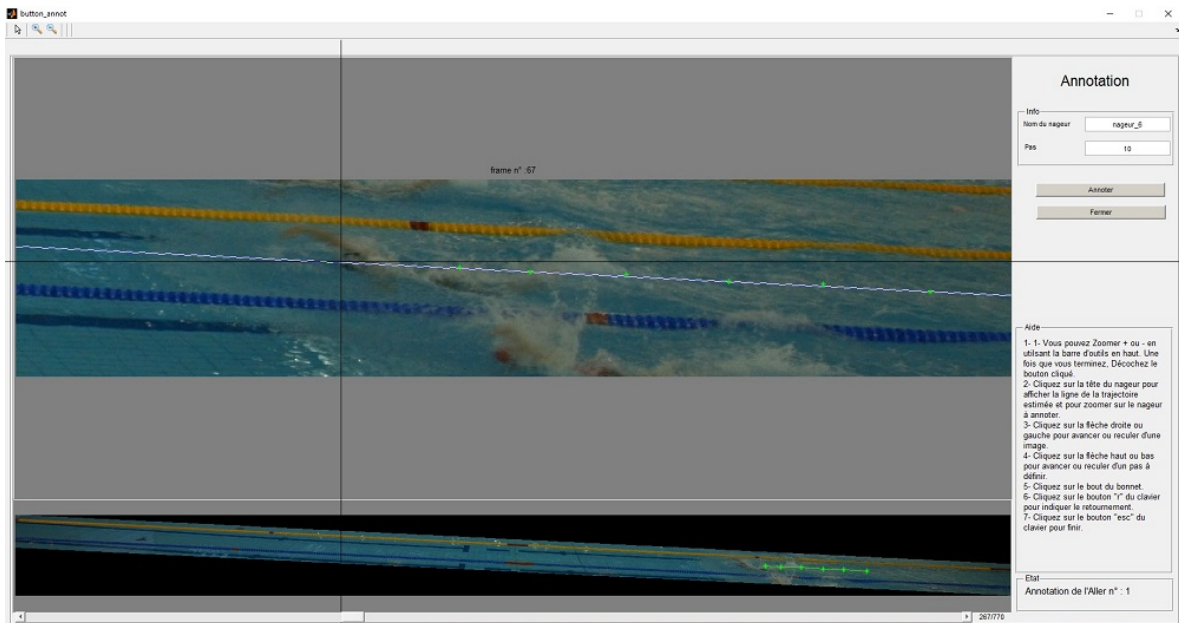 button_annot
frame n° :67
Annotation
Info
Nom du nageur
nageur_6
Pas
10
Annoter
Fermer
Aide
1- 1- Vous pouvez Zoomer + ou - en
utilsant la barre d'outils en haut. Une
fois que vous terminez, Décochez le
bouton cliqué.
2- Cliquez sur la tête du nageur pour
afficher la ligne de la trajectoire
estimée et pour zoomer sur le nageur
à annoter.
3- Cliquez sur la flêche droite ou
gauche pour avancer ou reculer d'une
image.
4- Cliquez sur la flêche haut ou bas
pour avancer ou reculer d'un pas à
définir.
5- Cliquez sur le bout du bonnet.
6- Cliquez sur le bouton "r" du clavier
pour indiquer le retournement.
7- Cliquez sur le bouton "esc" du
clavier pour finir.
Etat
Annotation de l'Aller n° : 1
267/770